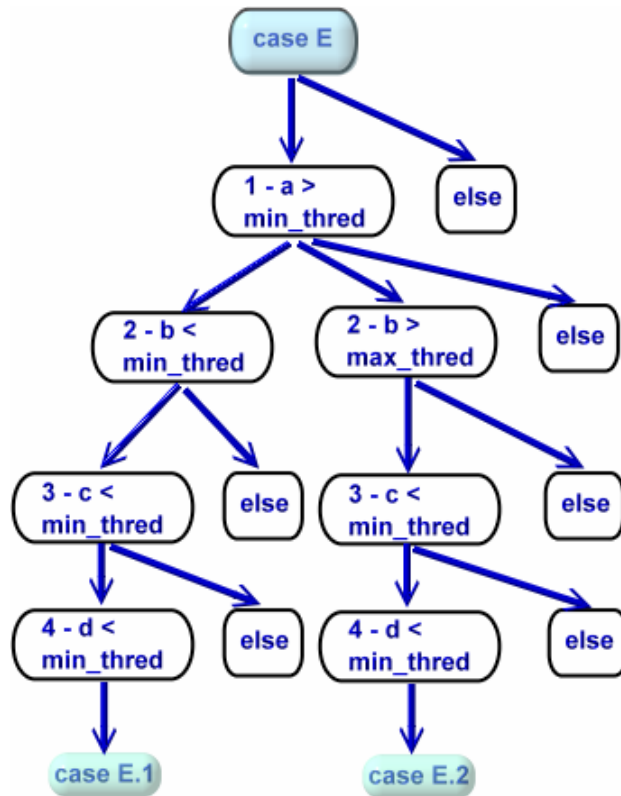 case E
1 - a >
min_thred
else
2 - b <
min_thred
2 - b >
max_thred
else
3 - c <
min_thred
else
3 - c <
min_thred
else
4 - d <
min_thred
else
4 - d <
min_thred
else
case E.1
case E.2